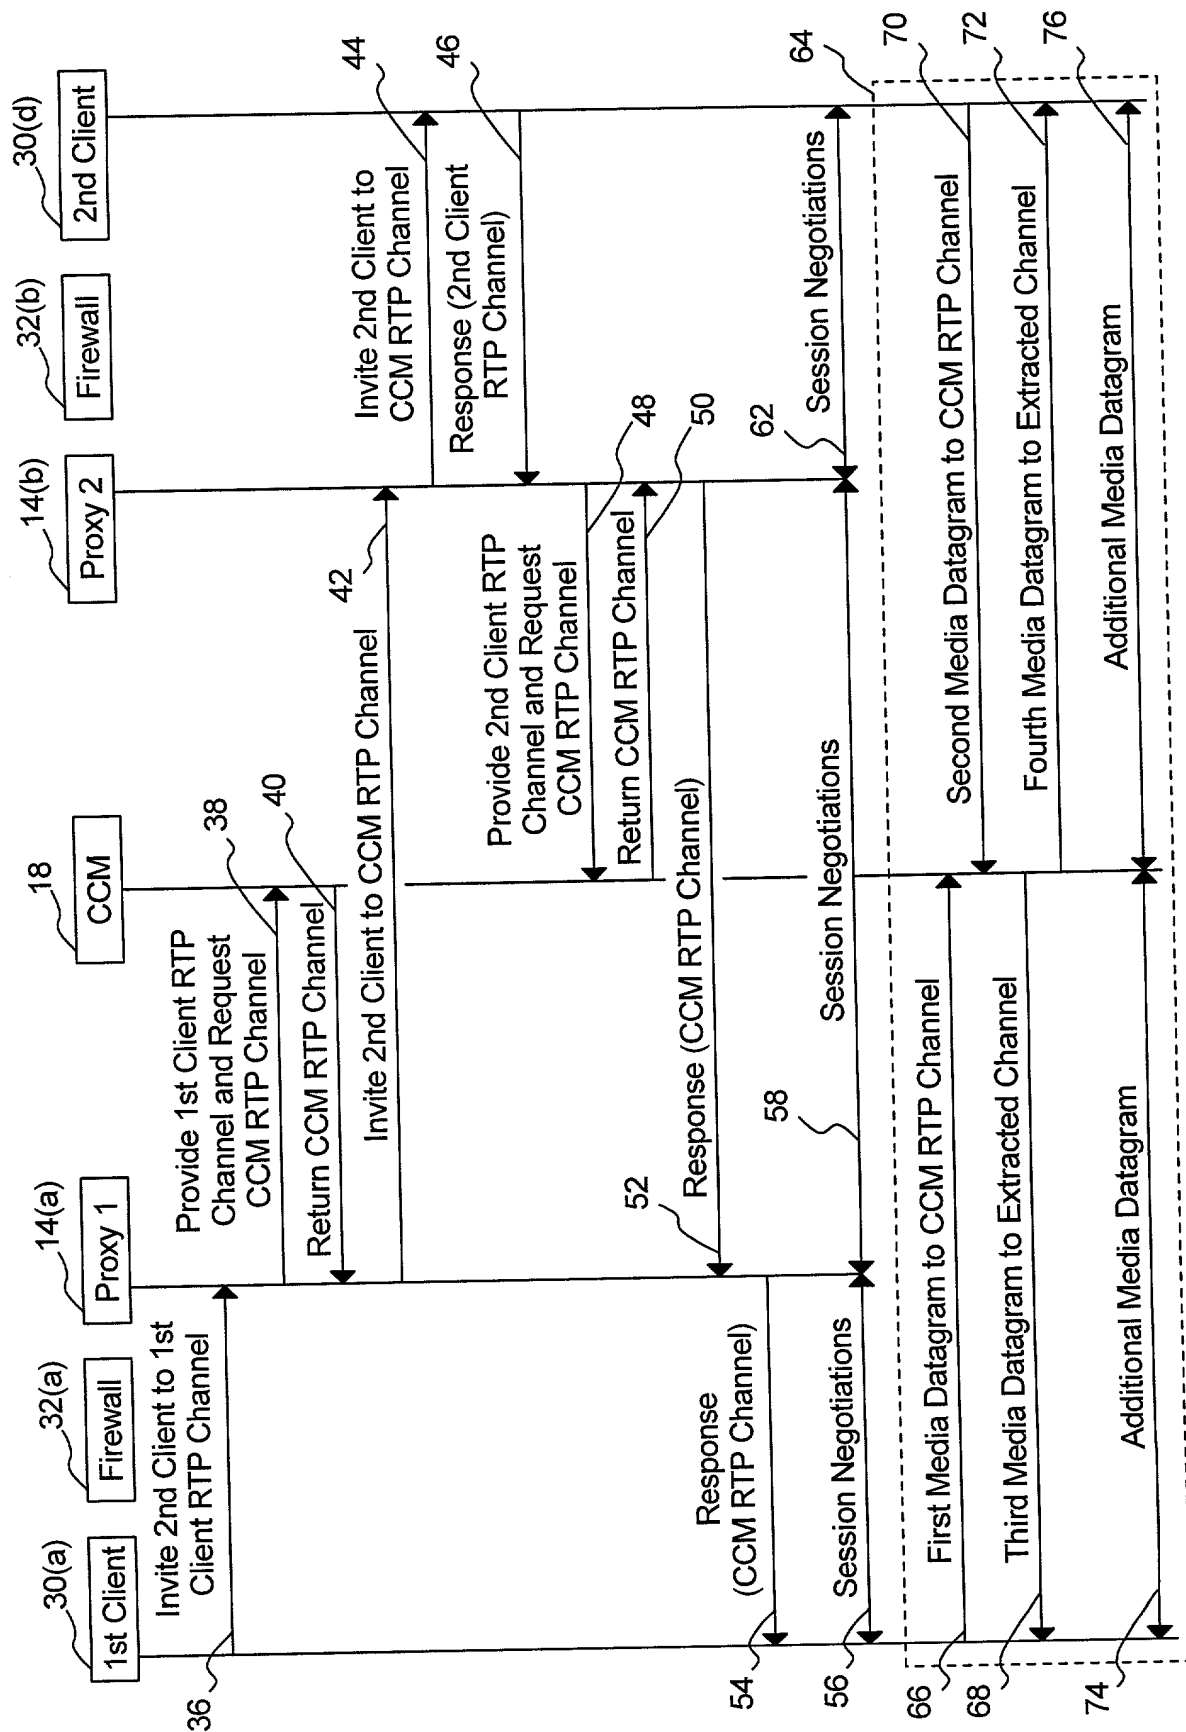 30(a)
1st Client
32(a)
Firewall
14(a)
Proxy 1
18
CCM
14(b)
Proxy 2
32(b)
Firewall
30(d)
2nd Client
Invite 2nd Client to 1st
Client RTP Channel
36
Provide 1st Client RTP
Channel and Request
CCM RTP Channel
38
Return CCM RTP Channel
40
Invite 2nd Client to CCM RTP Channel
42
Invite 2nd Client to
CCM RTP Channel
44
Response (2nd Client
RTP Channel)
46
Provide 2nd Client RTP
Channel and Request
CCM RTP Channel
48
Return CCM RTP Channel
50
Response (CCM RTP Channel)
52
Response
(CCM RTP Channel)
54
Session Negotiations
56
Session Negotiations
58
Session Negotiations
62
64
First Media Datagram to CCM RTP Channel
66
Second Media Datagram to CCM RTP Channel
70
Third Media Datagram to Extracted Channel
68
Fourth Media Datagram to Extracted Channel
72
Additional Media Datagram
74
Additional Media Datagram
76